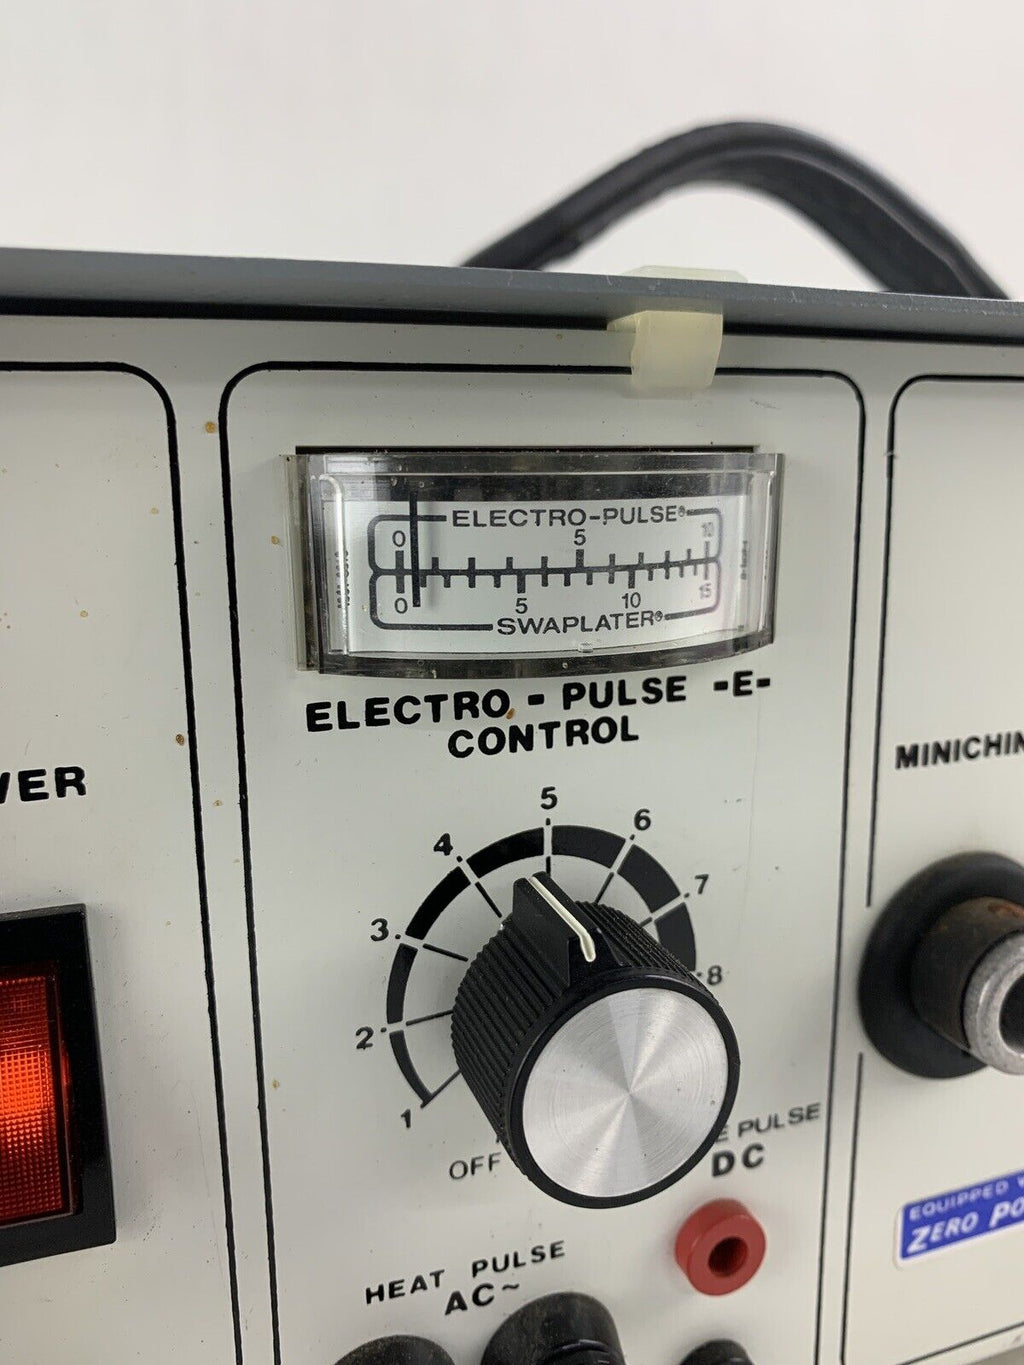 ELECTRO-PULSE®
0 5 10
0 5 10 15
SWAPLATER®
ELECTRO - PULSE -E-
CONTROL
WER
MINICHIN
5
4 6
3 7
2 8
1
OFF
E PULSE
DC
HEAT PULSE
AC~
EQUIPPED W
ZERO PO